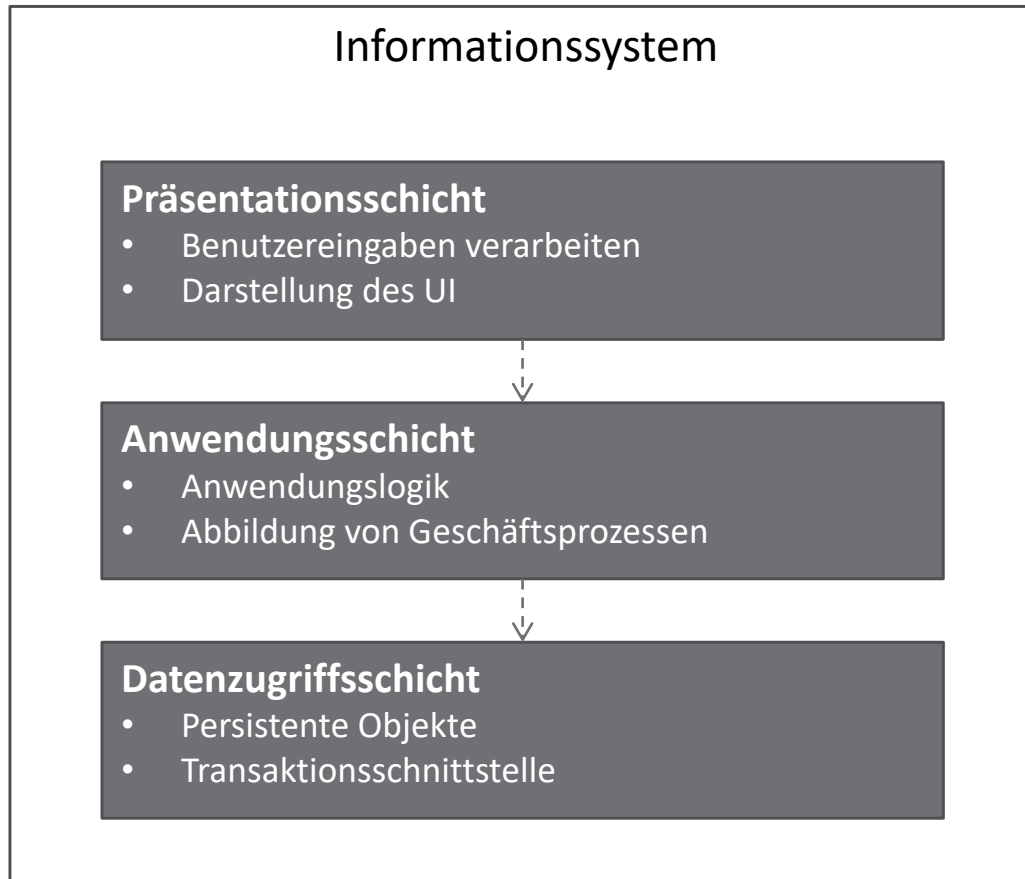 Informationssystem
Präsentationsschicht
• Benutzereingaben verarbeiten
• Darstellung des UI
Anwendungsschicht
• Anwendungslogik
• Abbildung von Geschäftsprozessen
Datenzugriffsschicht
• Persistente Objekte
• Transaktionsschnittstelle